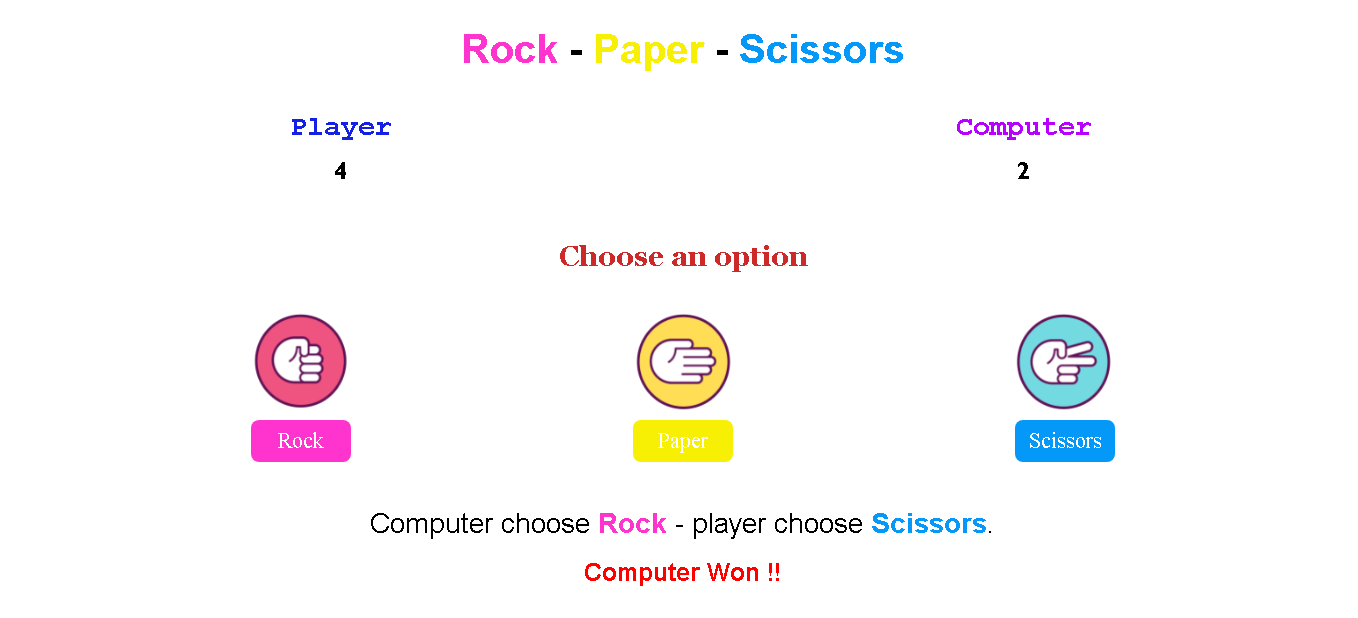 Rock - Paper - Scissors
Player
Computer
4
2
Choose an option
Rock
Paper
Scissors
Computer choose Rock - player choose Scissors.
Computer Won !!